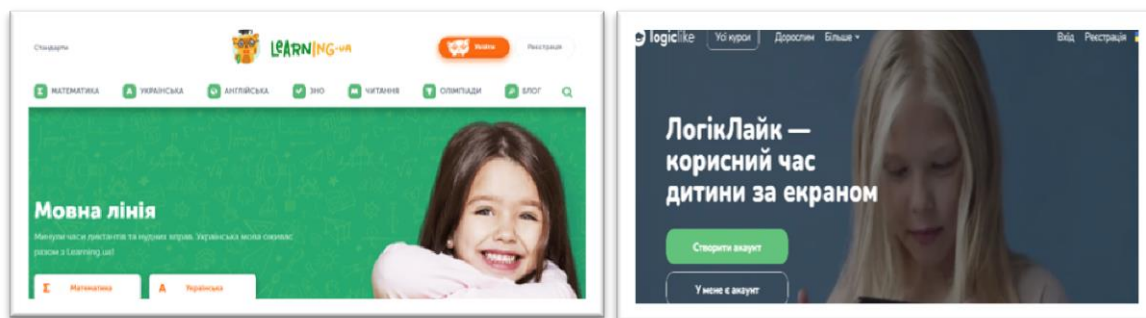 Стандарти
LEARNING-UA
Увійти
Реєстрація
МАТЕМАТИКА
УКРАЇНСЬКА
АНГЛІЙСЬКА
ЗНО
ЧИТАННЯ
ОЛІМПІАДИ
БЛОГ
Мовна лінія
Минули часи диктантів та нудних вправ. Українська мова оживає
разом з Learning.ua!
Σ Математика
А Українська
logiclike
Усі курси
Дорослим
Більше
Вхід
Реєстрація
ЛогікЛайк —
корисний час
дитини за екраном
Створити акаунт
У мене є акаунт